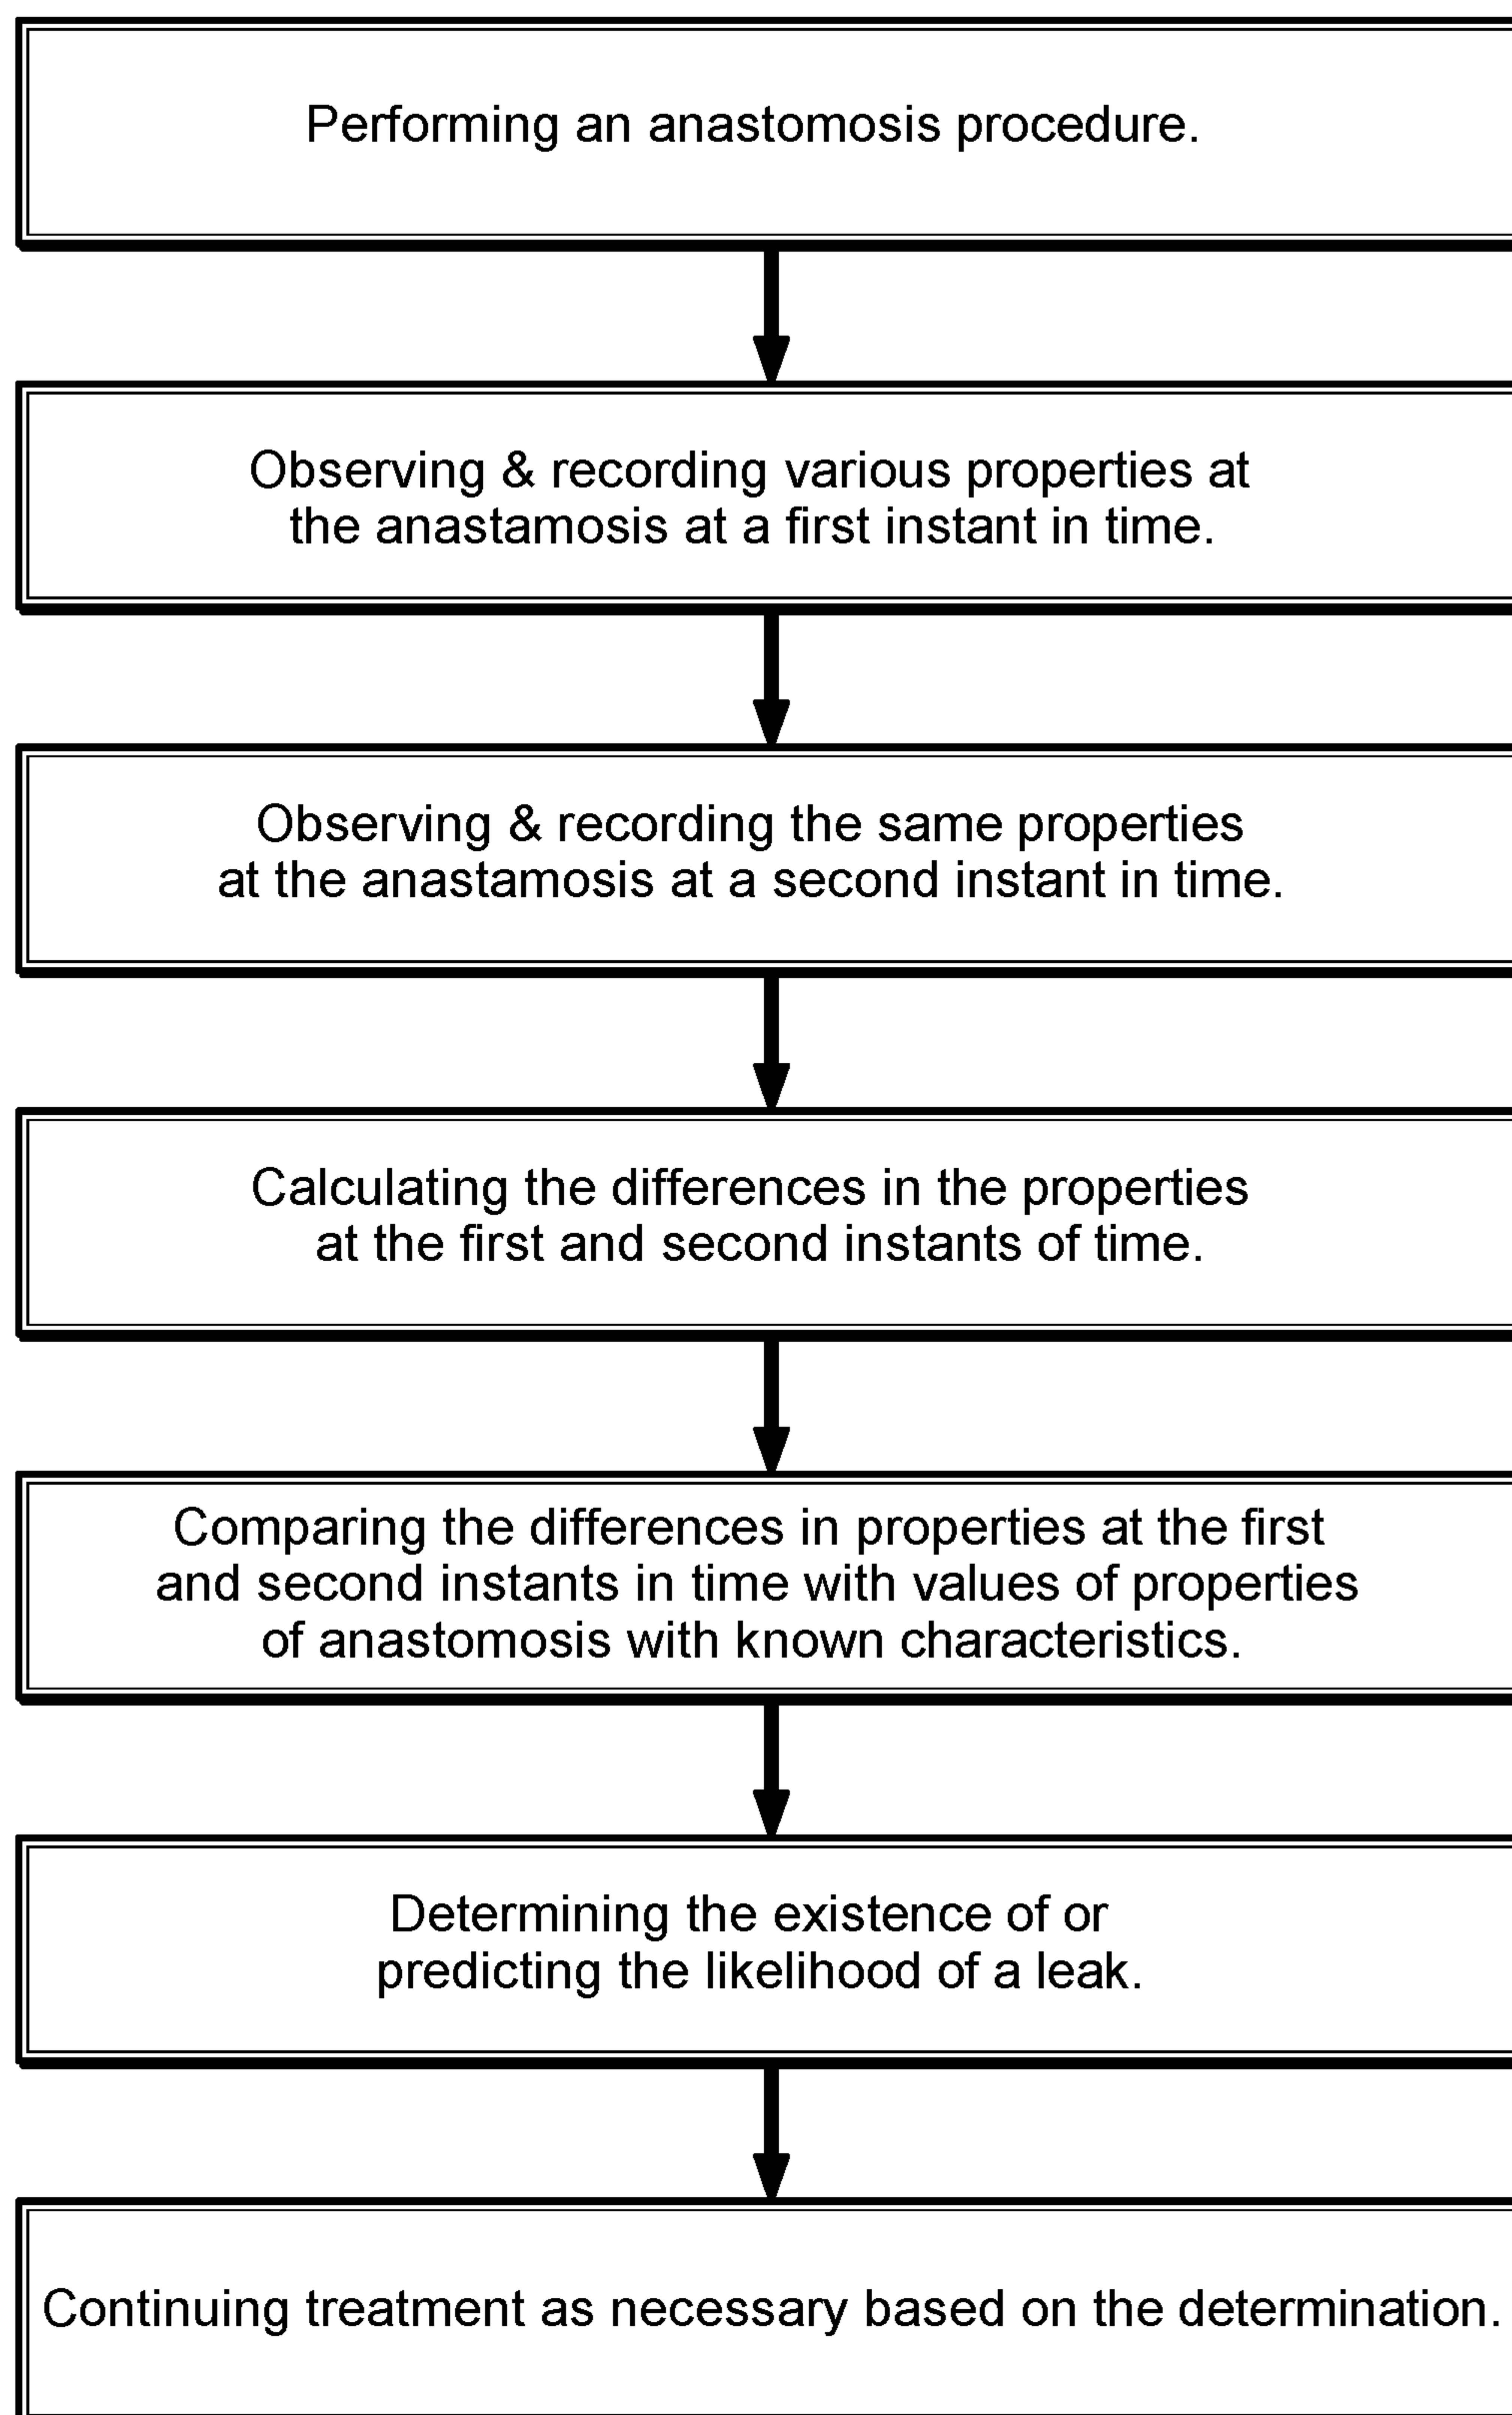 Performing an anastomosis procedure.
Observing & recording various properties at
the anastamosis at a first instant in time.
Observing & recording the same properties
at the anastamosis at a second instant in time.
Calculating the differences in the properties
at the first and second instants of time.
Comparing the differences in properties at the first
and second instants in time with values of properties
of anastomosis with known characteristics.
Determining the existence of or
predicting the likelihood of a leak.
Continuing treatment as necessary based on the determination.